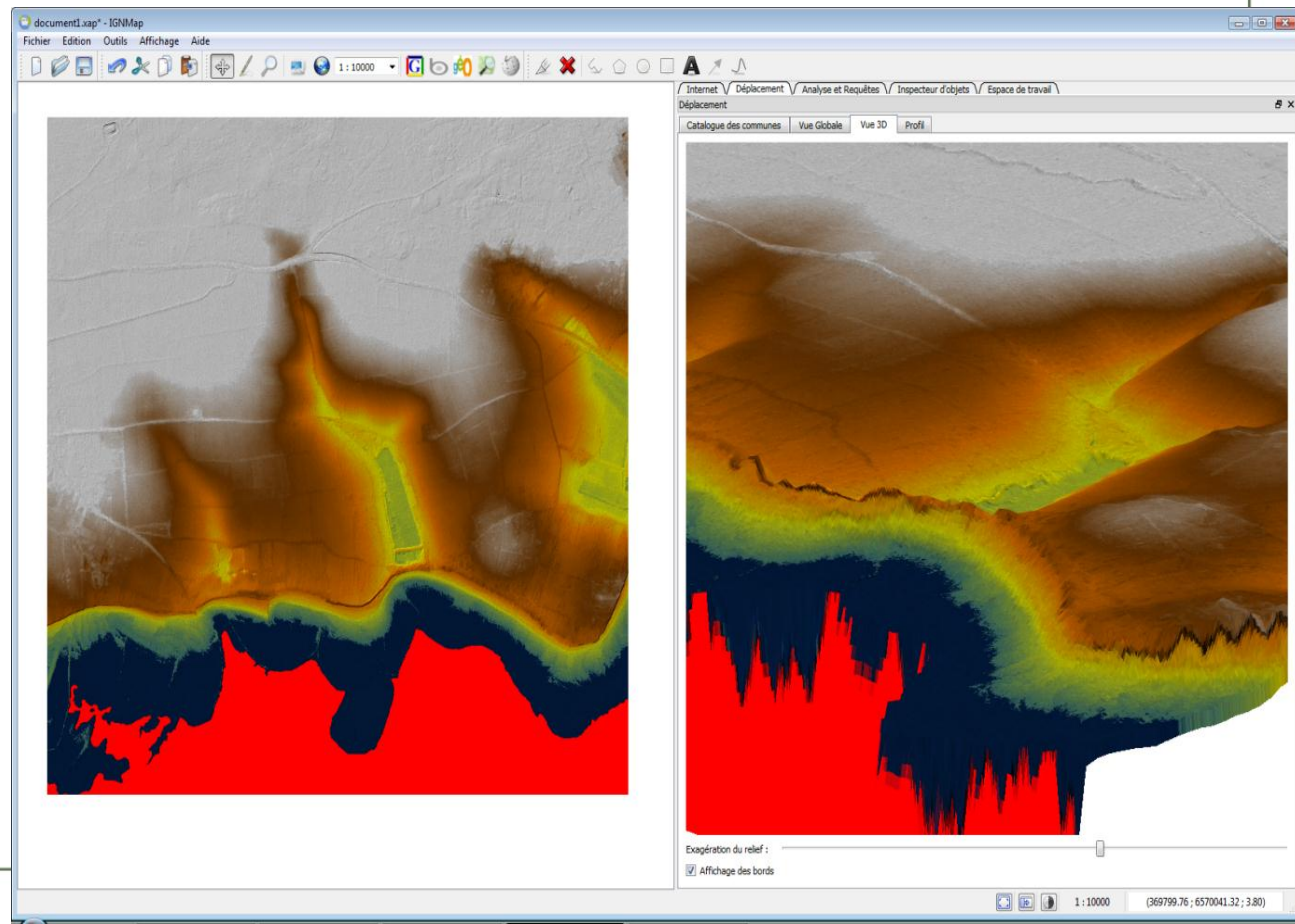 document1.xap* - IGNMap
Fichier Edition Outils Affichage Aide
1 : 10000 G A
Internet Déplacement Analyse et Requêtes Inspecteur d'objets Espace de travail
Déplacement
Catalogue des communes Vue Globale Vue 3D Profil
Exagération du relief :
Affichage des bords
1 : 10000 (369799.76 ; 6570041.32 ; 3.80)